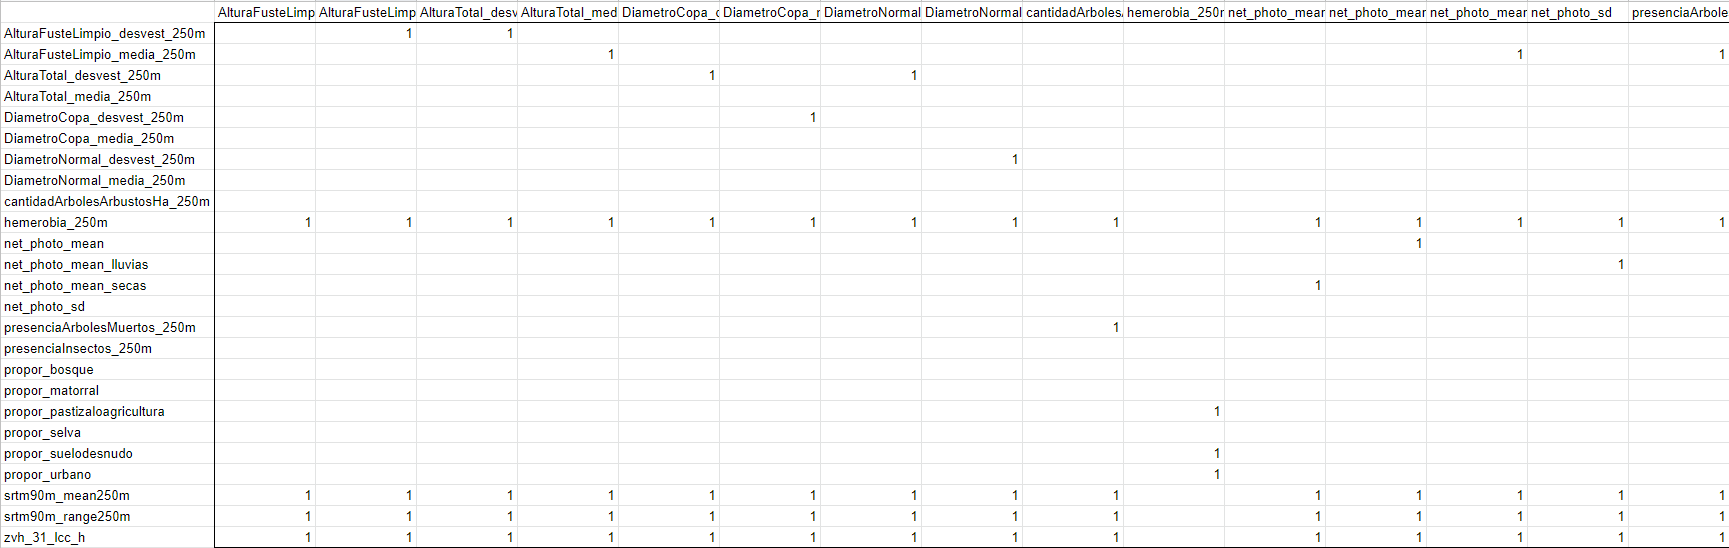 AlturaFusteLimp AlturaFusteLimp AlturaTotal_desv AlturaTotal_med DiametroCopa_ DiametroCopa_r DiametroNormal DiametroNormal cantidadArbolesA hemerobia_250r net_photo_mear net_photo_mear net_photo_mear net_photo_sd presenciaArbole
AlturaFusteLimpio_desvest_250m 1 1
AlturaFusteLimpio_media_250m 1 1 1
AlturaTotal_desvest_250m 1 1
AlturaTotal_media_250m
DiametroCopa_desvest_250m 1
DiametroCopa_media_250m
DiametroNormal_desvest_250m 1
DiametroNormal_media_250m
cantidadArbolesArbustosHa_250m
hemerobia_250m 1 1 1 1 1 1 1 1 1 1 1 1 1 1
net_photo_mean 1
net_photo_mean_lluvias 1
net_photo_mean_secas 1
net_photo_sd
presenciaArbolesMuertos_250m 1
presenciaInsectos_250m
propor_bosque
propor_matorral
propor_pastizaloagricultura 1
propor_selva
propor_suelodesnudo 1
propor_urbano 1
srtm90m_mean250m 1 1 1 1 1 1 1 1 1 1 1 1 1 1
srtm90m_range250m 1 1 1 1 1 1 1 1 1 1 1 1 1 1
zvh_31_lcc_h 1 1 1 1 1 1 1 1 1 1 1 1 1 1